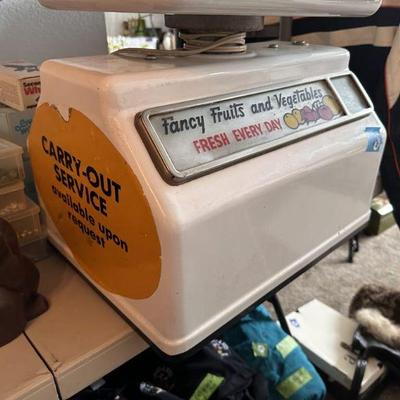 Fancy Fruits and Vegetables
FRESH EVERY DAY
CARRY-OUT
SERVICE
available upon
request